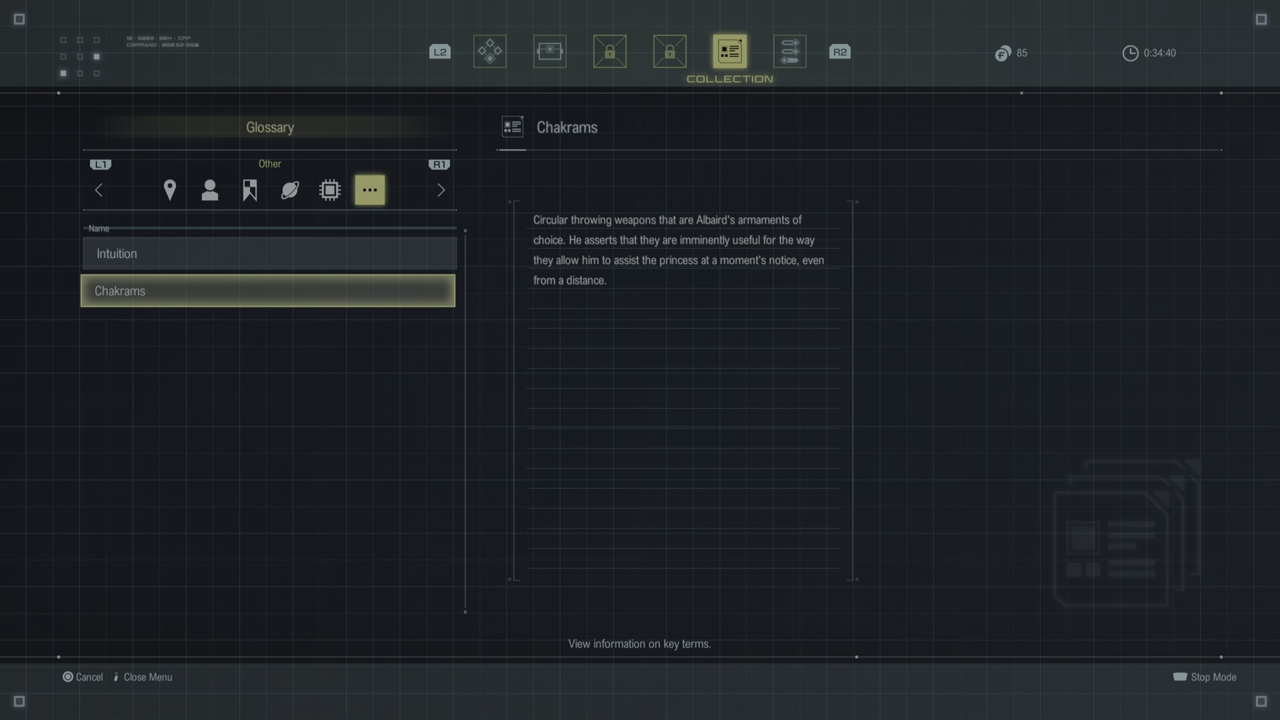 L2
R2
COLLECTION
85
0:34:40
Glossary
L1
Other
R1
Name
Intuition
Chakrams
Chakrams
Circular throwing weapons that are Albaird's armaments of
choice. He asserts that they are imminently useful for the way
they allow him to assist the princess at a moment's notice, even
from a distance.
View information on key terms.
Cancel
Close Menu
Stop Mode